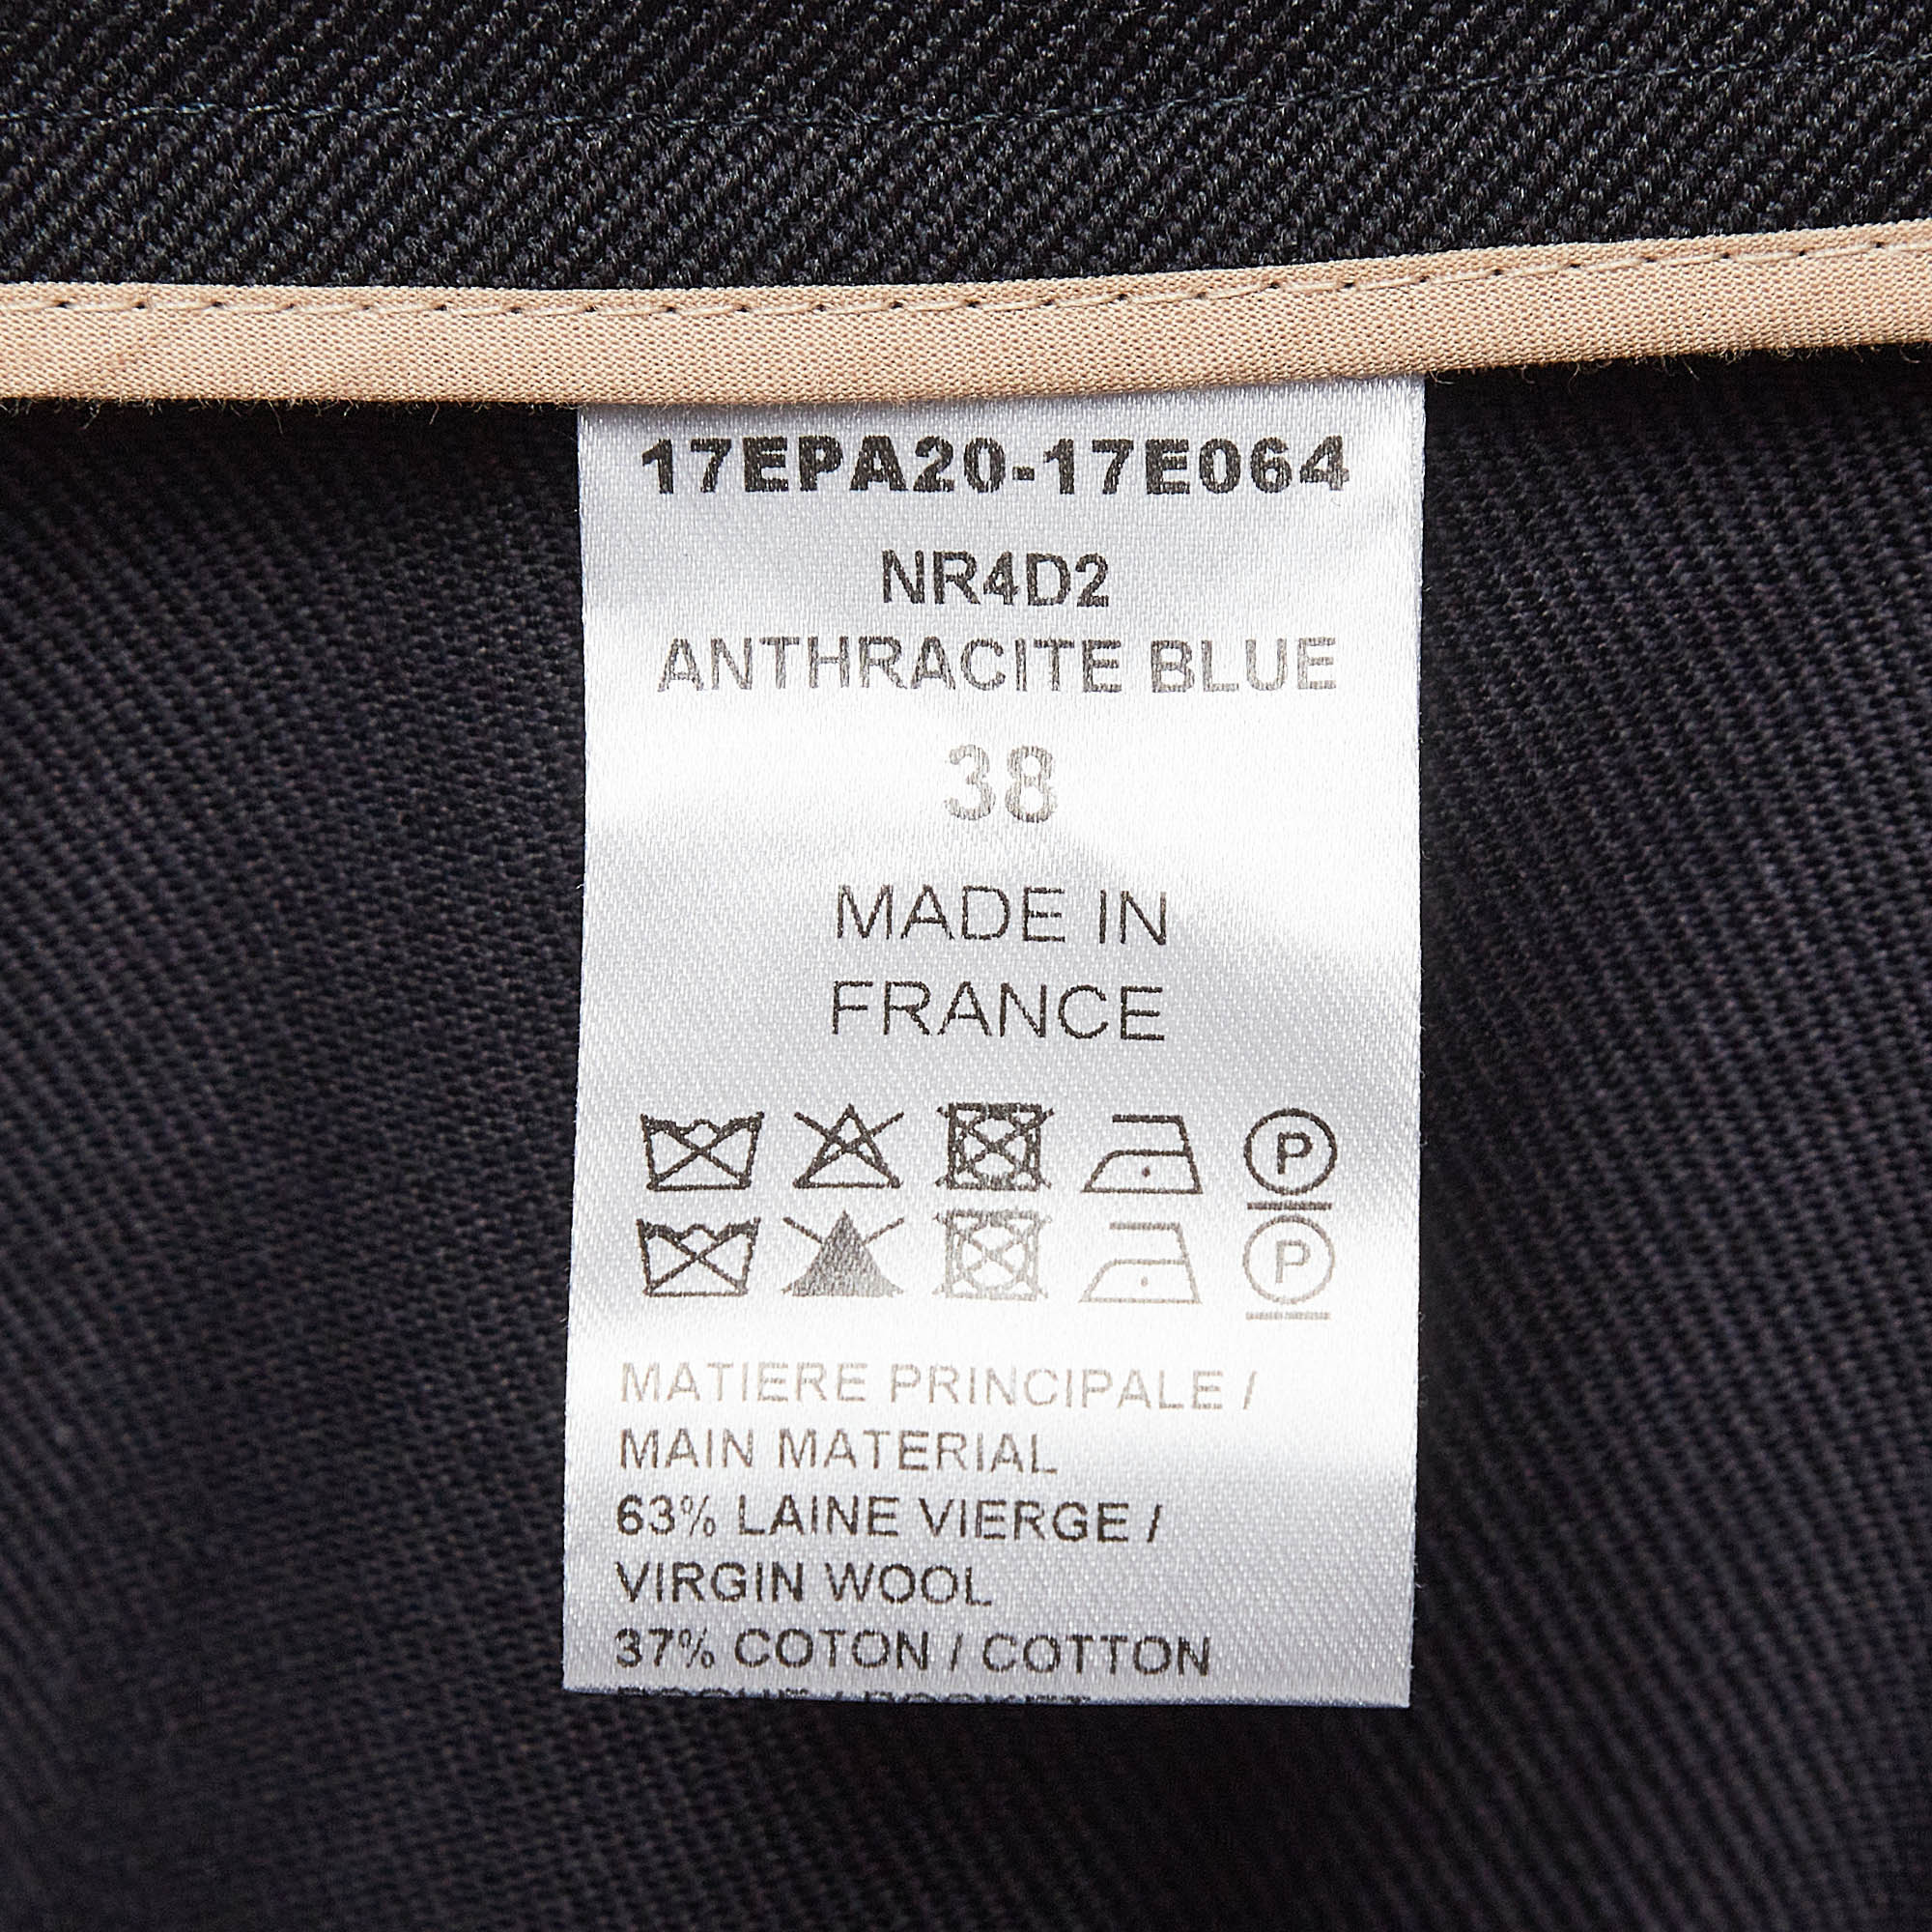 17EPA20-17E064
NR4D2
ANTHRACITE BLUE
38
MADE IN
FRANCE
P
P
MATIERE PRINCIPALE /
MAIN MATERIAL
63% LAINE VIERGE /
VIRGIN WOOL
37% COTON / COTTON